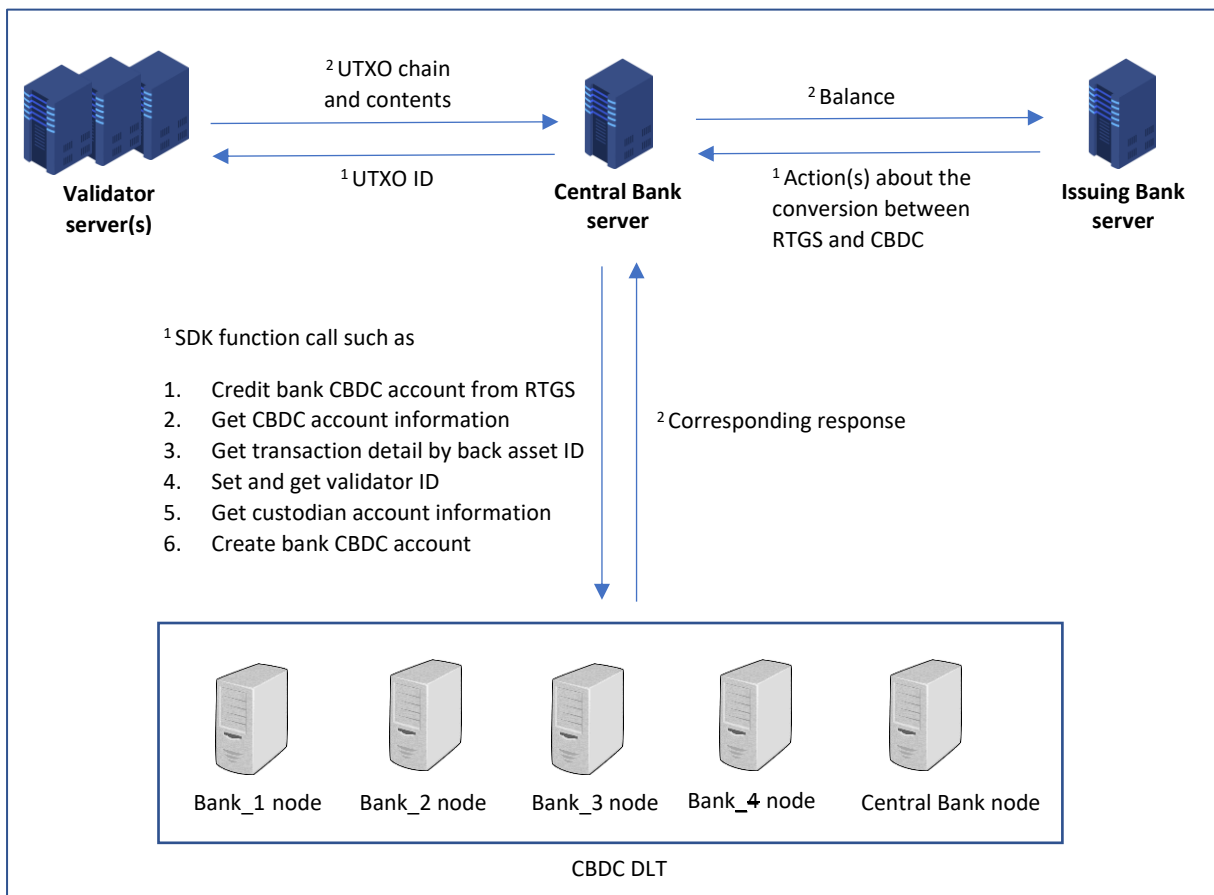 ² UTXO chain
and contents
² Balance
¹ UTXO ID
¹ Action(s) about the
conversion between
RTGS and CBDC
Validator
server(s)
Central Bank
server
Issuing Bank
server
¹ SDK function call such as
1. Credit bank CBDC account from RTGS
2. Get CBDC account information
3. Get transaction detail by back asset ID
4. Set and get validator ID
5. Get custodian account information
6. Create bank CBDC account
² Corresponding response
Bank_1 node
Bank_2 node
Bank_3 node
Bank_4 node
Central Bank node
CBDC DLT